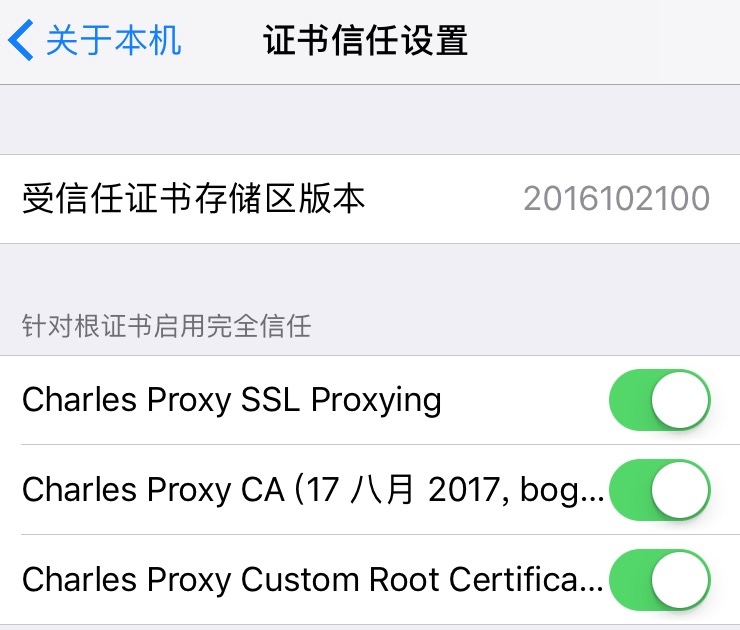 关于本机
证书信任设置
受信任证书存储区版本 2016102100
针对根证书启用完全信任
Charles Proxy SSL Proxying
Charles Proxy CA (17 八月 2017, bog...
Charles Proxy Custom Root Certifica...